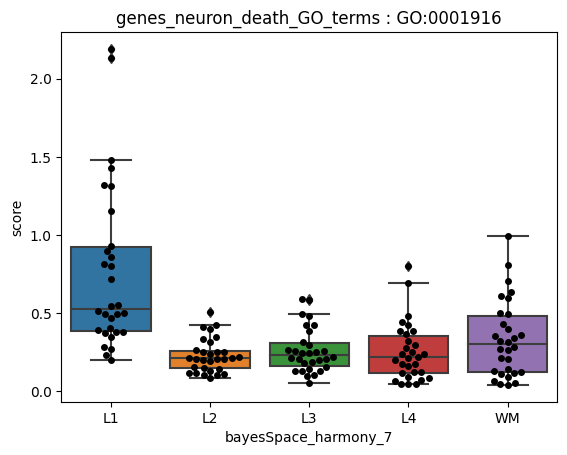 genes_neuron_death_GO_terms : GO:0001916
2.0
1.5
1.0
0.5
0.0
score
L1 L2 L3 L4 WM
bayesSpace_harmony_7